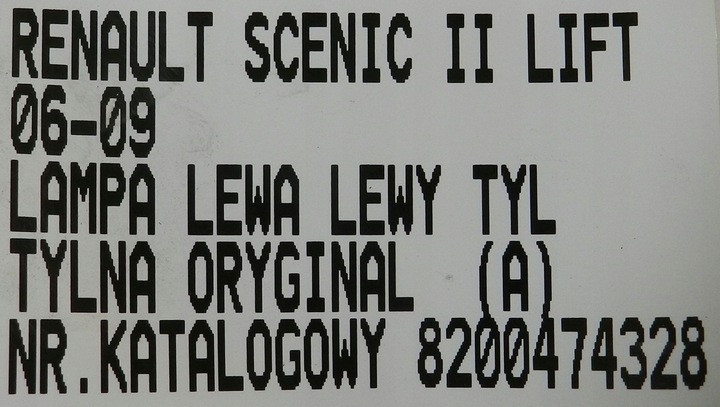 RENAULT SCENIC II LIFT
06-09
LAMPA LEWA LEWY TYL
TYLNA ORYGINAL (A)
NR.KATALOGOWY 8200474328